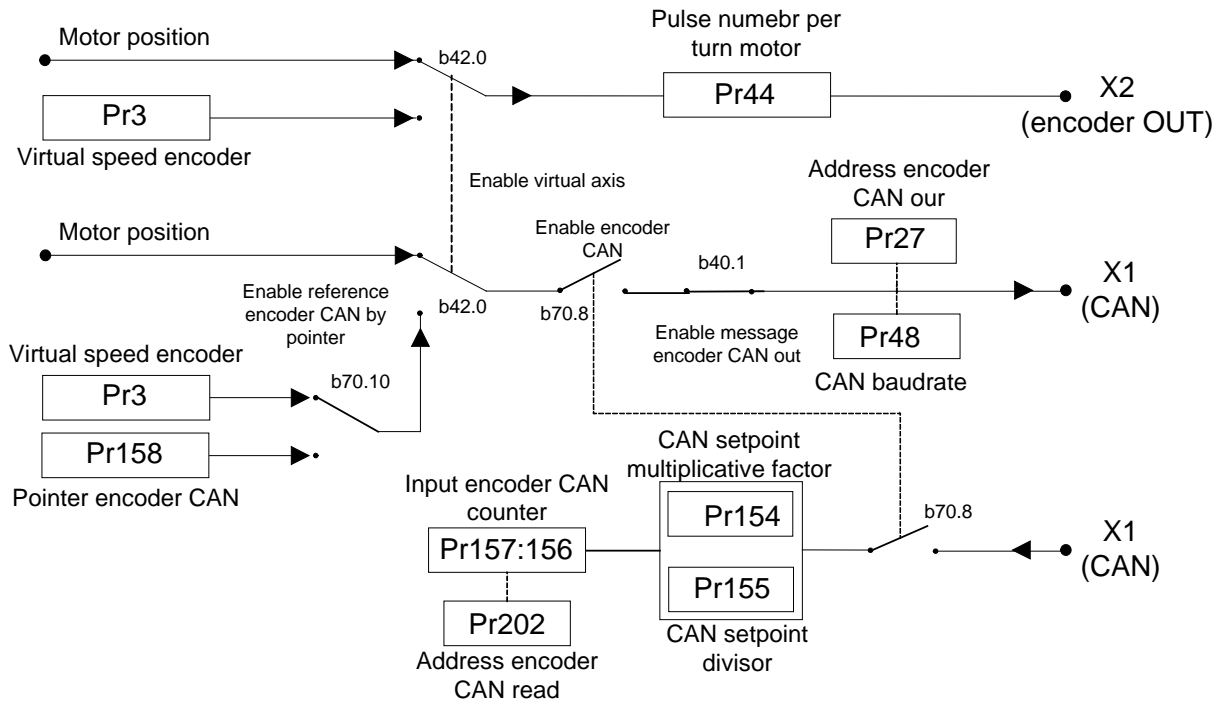 Motor position
b42.0
Pulse numebr per
turn motor
Pr44
X2
(encoder OUT)
Pr3
Virtual speed encoder
Enable virtual axis
Address encoder
CAN our
Pr27
Motor position
Enable encoder
CAN
b40.1
X1
(CAN)
Enable reference
encoder CAN by
pointer
b42.0
b70.8
Enable message
encoder CAN out
Pr48
CAN baudrate
Virtual speed encoder
Pr3
b70.10
Pr158
Pointer encoder CAN
CAN setpoint
multiplicative factor
Input encoder CAN
counter
Pr157:156
Pr154
b70.8
X1
(CAN)
Pr155
Pr202
CAN setpoint
divisor
Address encoder
CAN read